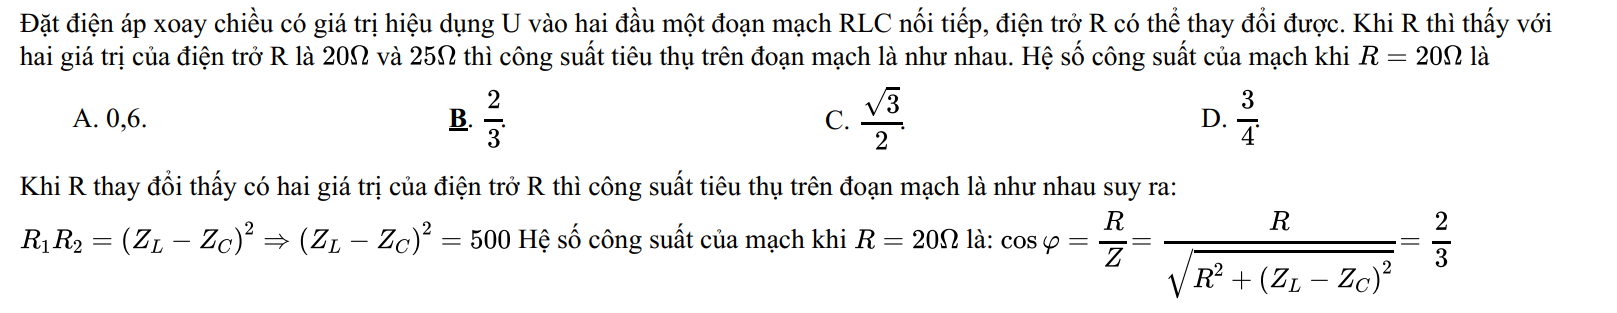 Đặt điện áp xoay chiều có giá trị hiệu dụng U vào hai đầu một đoạn mạch RLC nối tiếp, điện trở R có thể thay đổi được. Khi R thì thấy với
hai giá trị của điện trở R là 20Ω và 25Ω thì công suất tiêu thụ trên đoạn mạch là như nhau. Hệ số công suất của mạch khi $R = 20\Omega$ là
A. 0,6. B. $\frac{2}{3}$. C. $\frac{\sqrt{3}}{2}$. D. $\frac{3}{4}$.
Khi R thay đổi thấy có hai giá trị của điện trở R thì công suất tiêu thụ trên đoạn mạch là như nhau suy ra:
$R_1R_2 = (Z_L - Z_C)^2 \Rightarrow (Z_L - Z_C)^2 = 500$ Hệ số công suất của mạch khi $R = 20\Omega$ là: $\cos\varphi = \frac{R}{Z} = \frac{R}{\sqrt{R^2 + (Z_L - Z_C)^2}} = \frac{2}{3}$